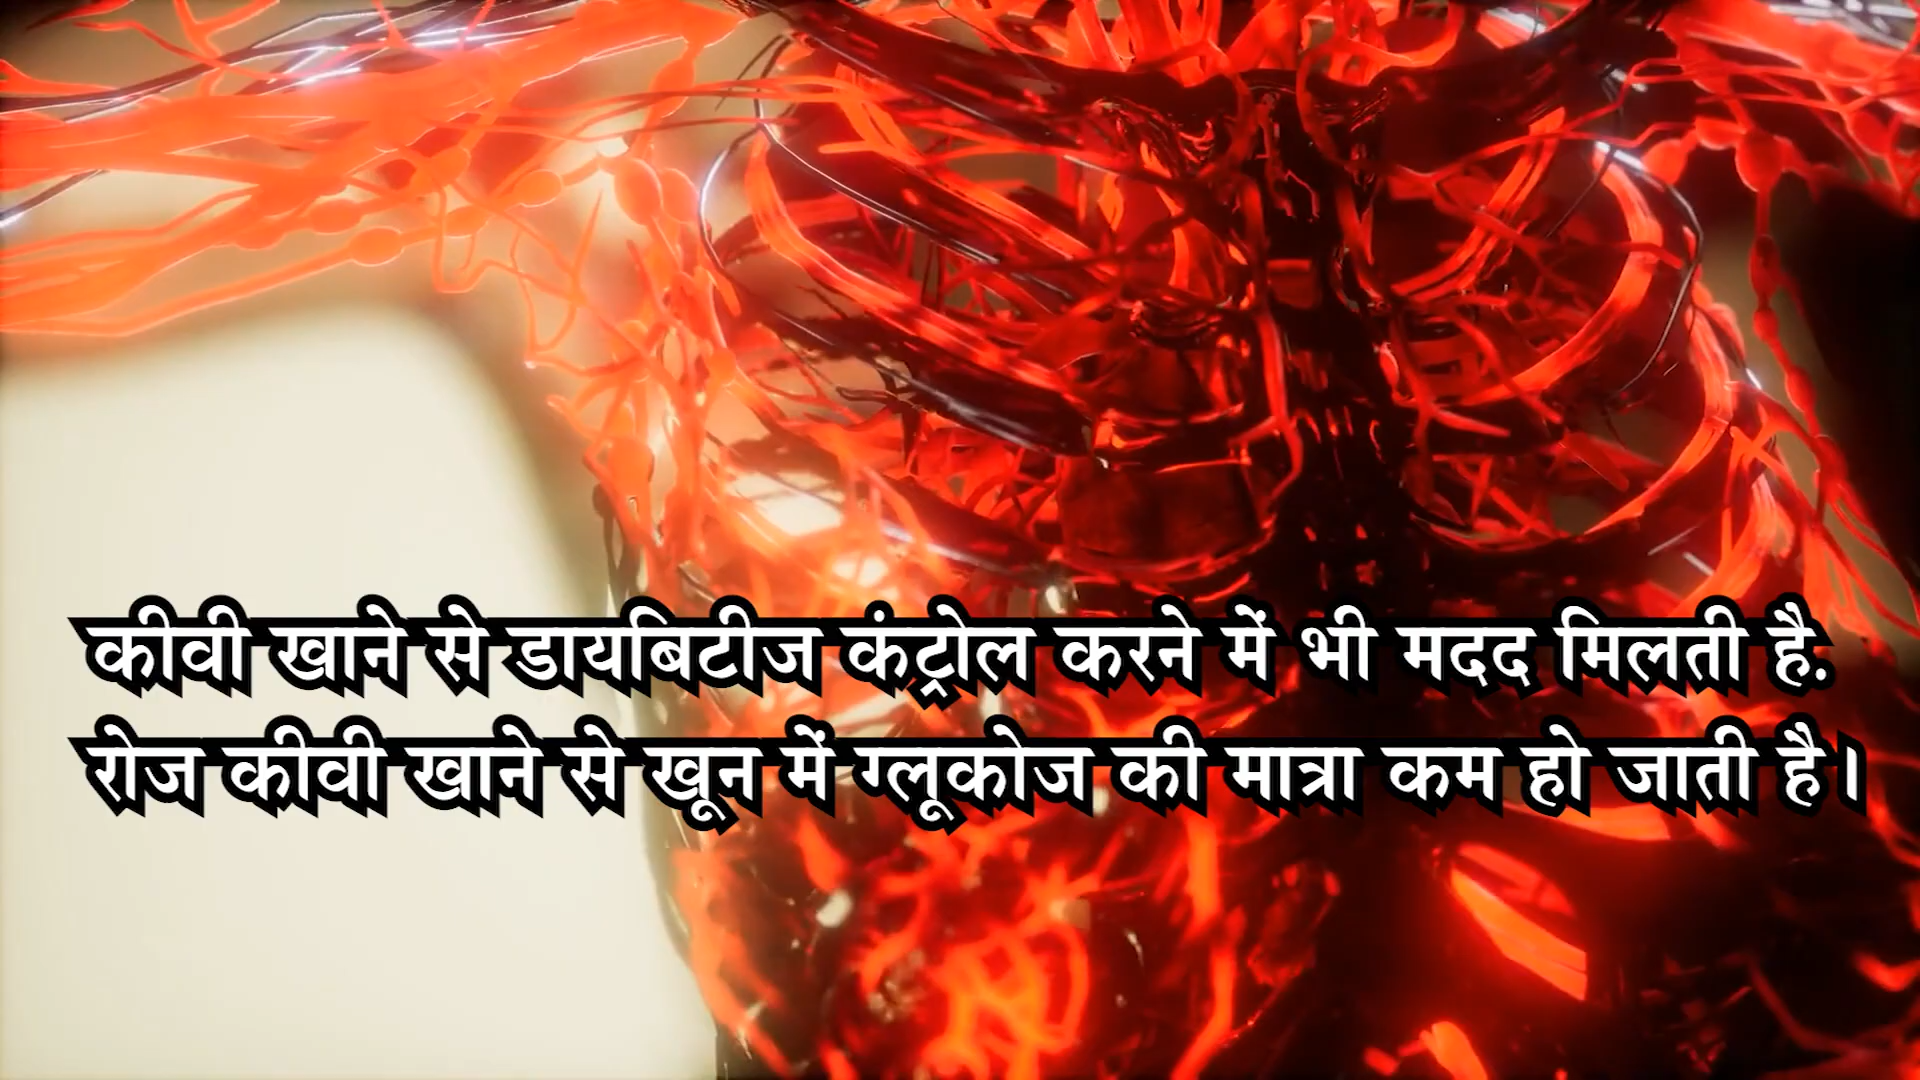 कीवी खाने से डायबिटीज कंट्रोल करने में भी मदद मिलती है.
रोज कीवी खाने से खून में ग्लूकोज की मात्रा कम हो जाती है।